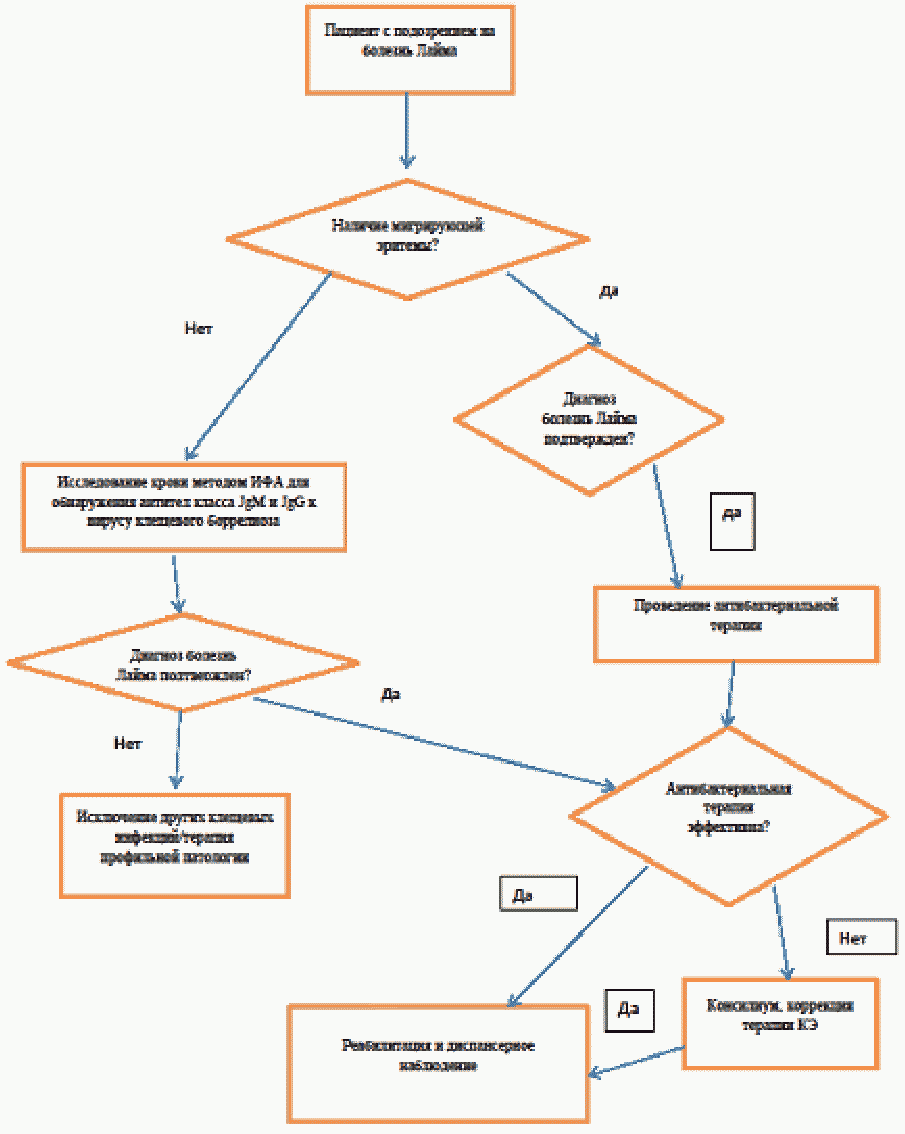 Пациент с подозрением на
болезнь Лайма
Наличие мигрирующей
эритемы?
Да
Нет
Диагноз
болезнь Лайма
подтвержден?
Исследование крови методом ИФА для
обнаружения антител класса JgM и JgG к
вирусу клещевого боррелиоза
да
Проведение антибактериальной
терапии
Диагноз болезнь
Лайма подтвержден?
Да
Нет
Антибактериальная
терапия
эффективна?
Исключение других клещевых
инфекций/терапия
профильной патологии
Да
Нет
Консилиум, коррекция
терапии КЭ
Да
Реабилитация и диспансерное
наблюдение